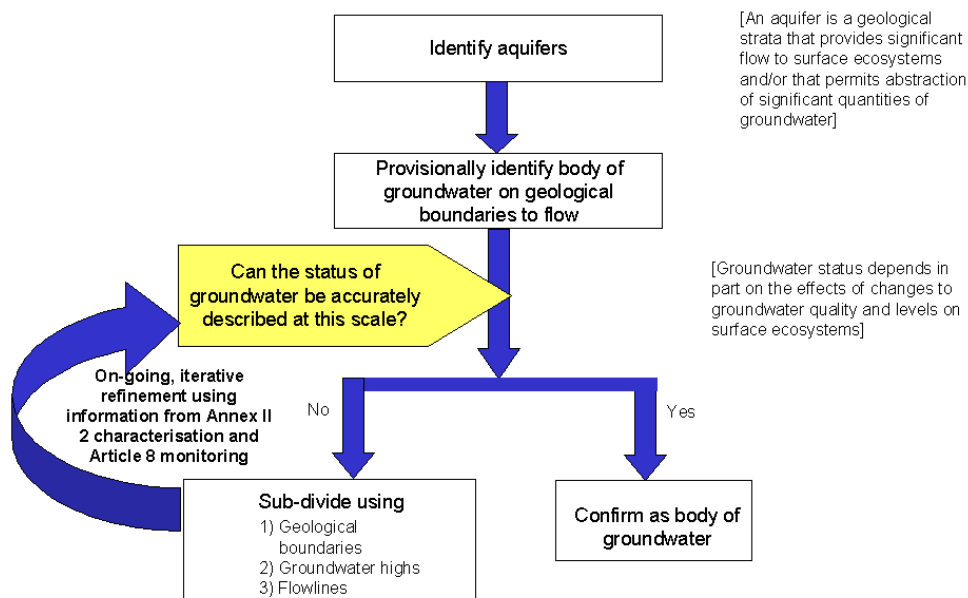 Identify aquifers
[An aquifer is a geological
strata that provides significant
flow to surface ecosystems
and/or that permits abstraction
of significant quantities of
groundwater]
Provisionally identify body of
groundwater on geological
boundaries to flow
Can the status of
groundwater be accurately
described at this scale?
[Groundwater status depends in
part on the effects of changes to
groundwater quality and levels on
surface ecosystems]
On-going, iterative
refinement using
information from Annex II
2 characterisation and
Article 8 monitoring
No
Yes
Sub-divide using
1) Geological
boundaries
2) Groundwater highs
3) Flowlines
Confirm as body of
groundwater